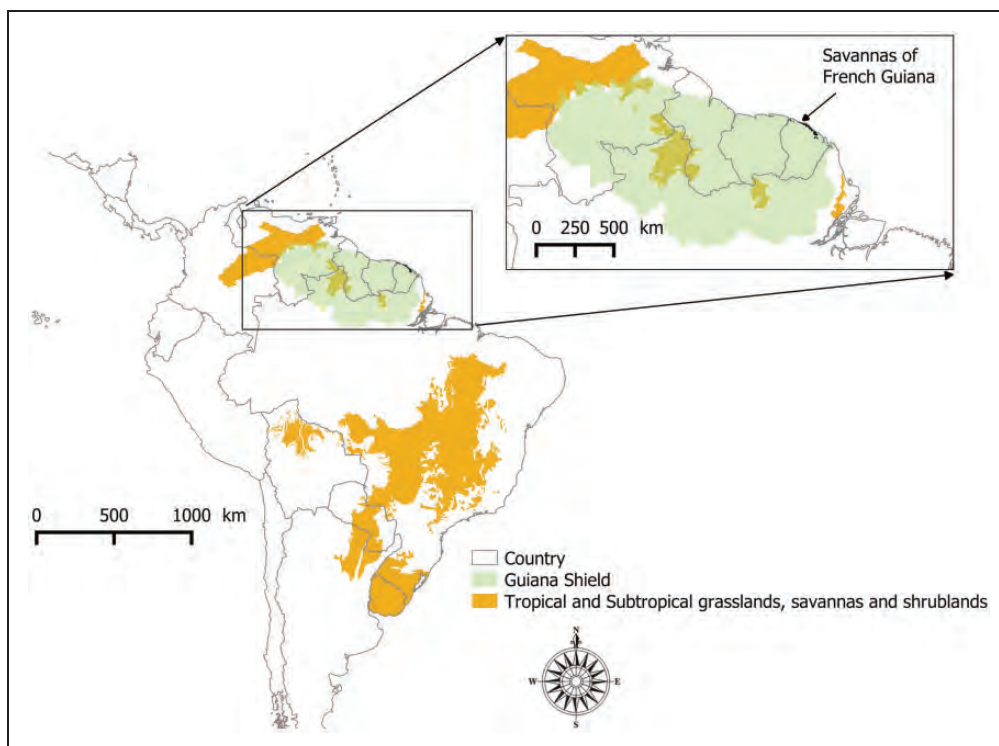 Savannas of
French Guiana
0 250 500 km
0 500 1000 km
Country
Guiana Shield
Tropical and Subtropical grasslands, savannas and shrublands
N
W E
S